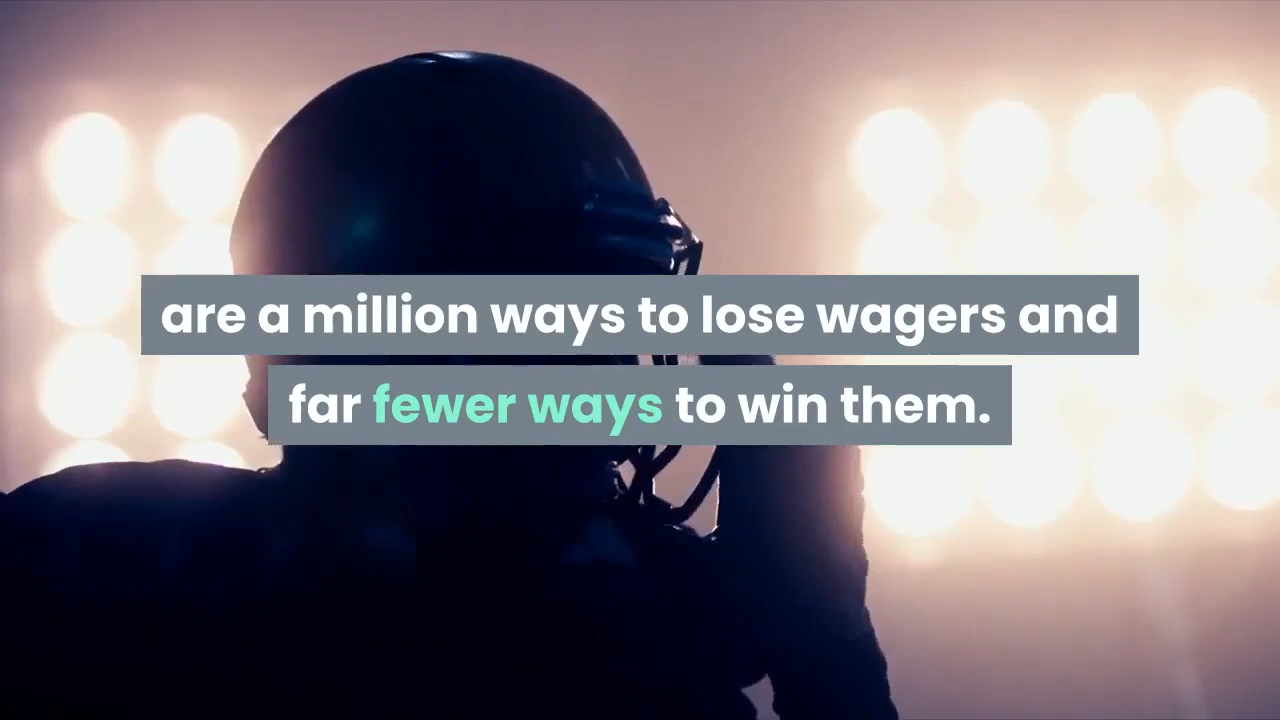 are a million ways to lose wagers and
far fewer ways to win them.